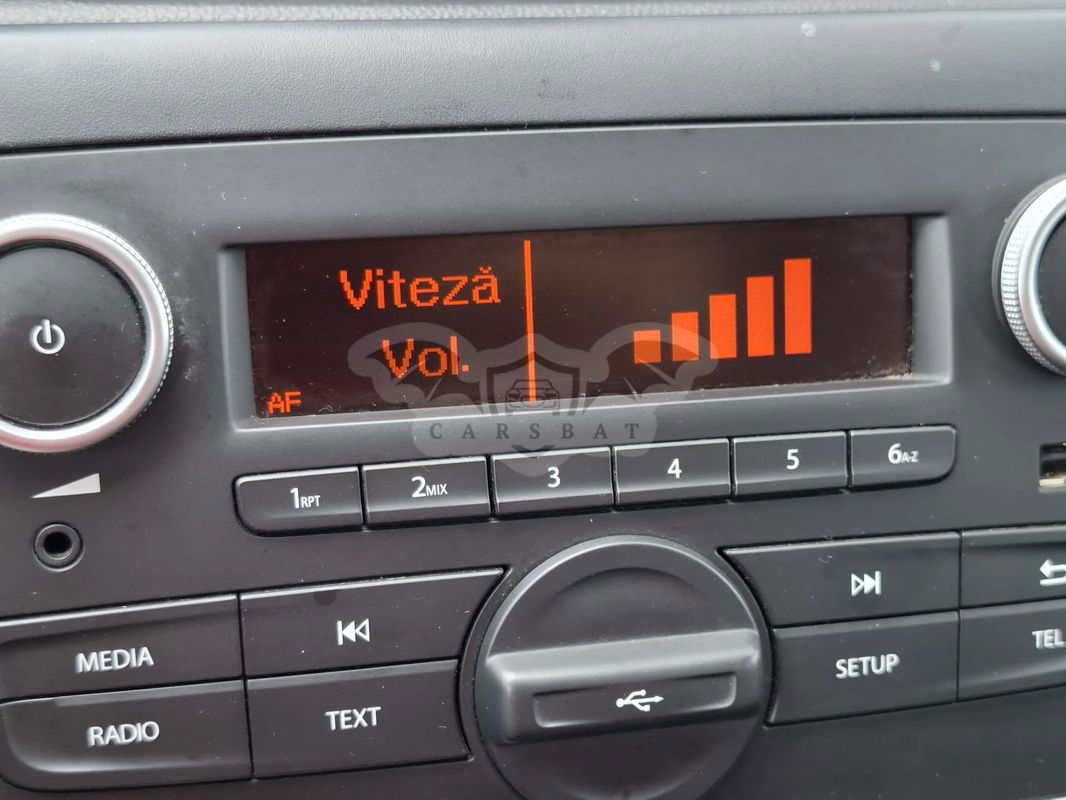 Viteză
Vol.
AF
CARSBAT
1RPT
2MIX
3
4
5
6A-Z
MEDIA
RADIO
TEXT
SETUP
TEL